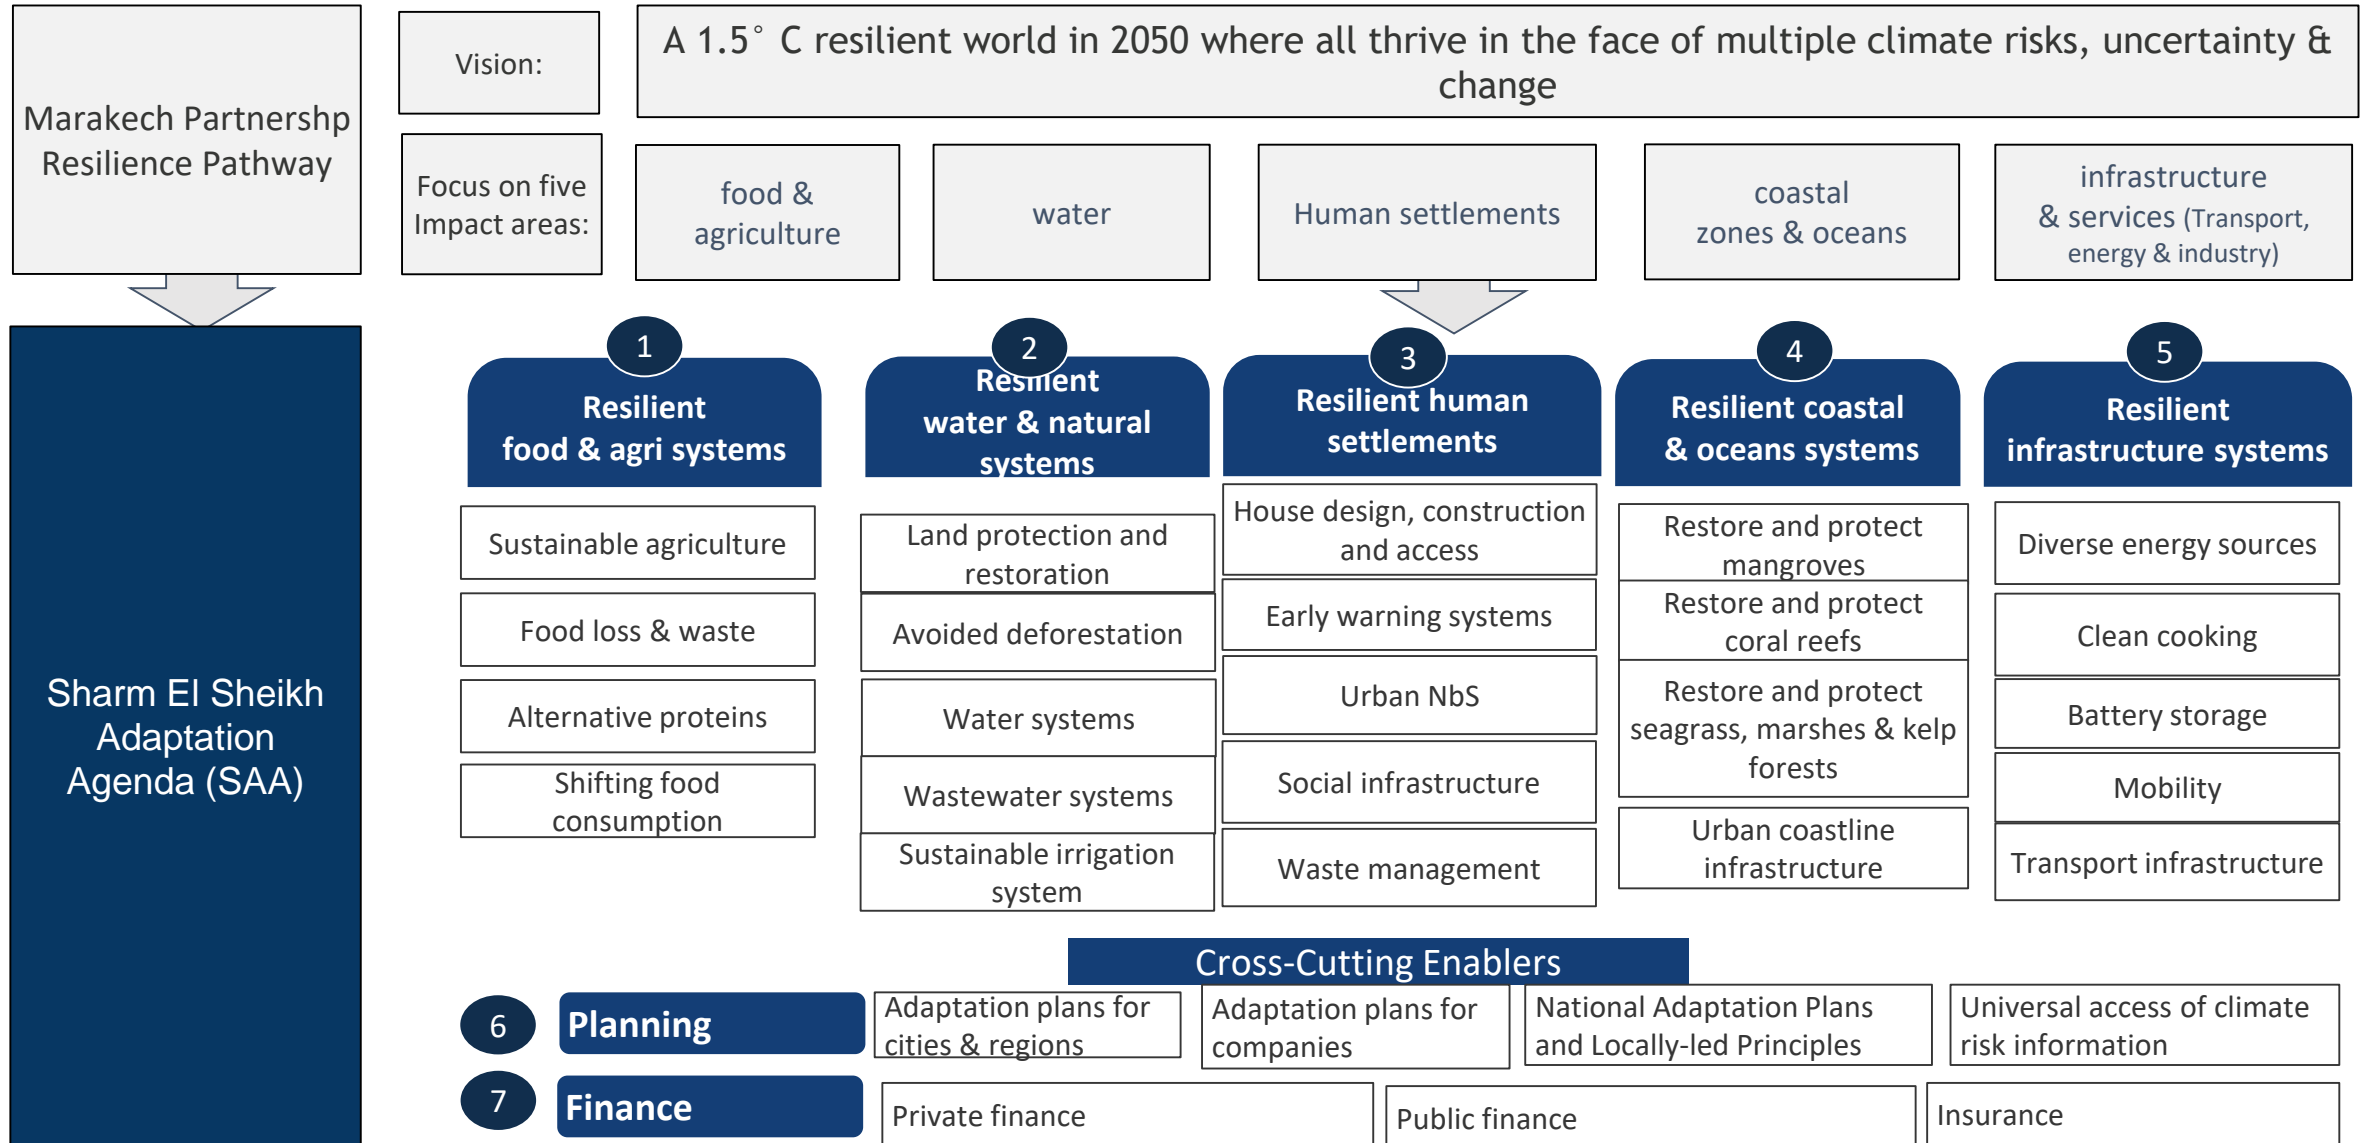 Marakech Partnershp
Resilience Pathway
Vision:
A 1.5° C resilient world in 2050 where all thrive in the face of multiple climate risks, uncertainty &
change
Focus on five
Impact areas:
food &
agriculture
water
Human settlements
coastal
zones & oceans
infrastructure
& services (Transport,
energy & industry)
Sharm El Sheikh
Adaptation
Agenda (SAA)
1
Resilient
food & agri systems
Sustainable agriculture
Food loss & waste
Alternative proteins
Shifting food
consumption
2
Resilient
water & natural
systems
Land protection and
restoration
Avoided deforestation
Water systems
Wastewater systems
Sustainable irrigation
system
3
Resilient human
settlements
House design, construction
and access
Early warning systems
Urban NbS
Social infrastructure
Waste management
4
Resilient coastal
& oceans systems
Restore and protect
mangroves
Restore and protect
coral reefs
Restore and protect
seagrass, marshes & kelp
forests
Urban coastline
infrastructure
5
Resilient
infrastructure systems
Diverse energy sources
Clean cooking
Battery storage
Mobility
Transport infrastructure
Cross-Cutting Enablers
6
Planning
Adaptation plans for
cities & regions
Adaptation plans for
companies
National Adaptation Plans
and Locally-led Principles
Universal access of climate
risk information
7
Finance
Private finance
Public finance
Insurance